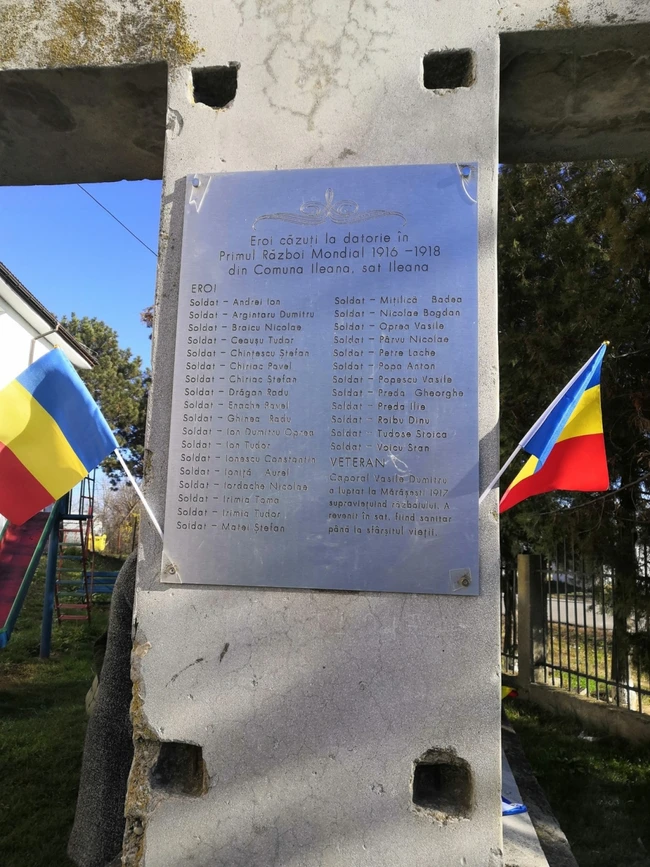 Eroi căzuți la datorie în
Primul Război Mondial 1916 –1918
din Comuna Ileana, sat Ileana
EROI
Soldat – Andrei Ion
Soldat – Argintaru Dumitru
Soldat – Braicu Nicolae
Soldat – Ceaușu Tudor
Soldat – Chințescu Ștefan
Soldat – Chiriac Pavel
Soldat – Chiriac Ștefan
Soldat – Drăgan Radu
Soldat – Enache Pavel
Soldat – Ghinea Radu
Soldat – Ion Dumitru Oprea
Soldat – Ion Tudor
Soldat – Ionescu Constantin
Soldat – Ioniță Aurel
Soldat – Iordache Nicolae
Soldat – Irimia Toma
Soldat – Irimia Tudor
Soldat – Matei Ștefan
Soldat – Mitilică Badea
Soldat – Nicolae Bogdan
Soldat – Oprea Vasile
Soldat – Pârvu Nicolae
Soldat – Petre Lache
Soldat – Popa Anton
Soldat – Popescu Vasile
Soldat – Preda Gheorghe
Soldat – Preda Ilie
Soldat – Roibu Dinu
Soldat – Tudose Stoica
Soldat – Voicu Stan
VETERAN
Caporal Vasile Dumitru
a luptat la Mărășești 1917,
supraviețuind războiului. A
revenit în sat, fiind sanitar
până la sfârșitul vieții.